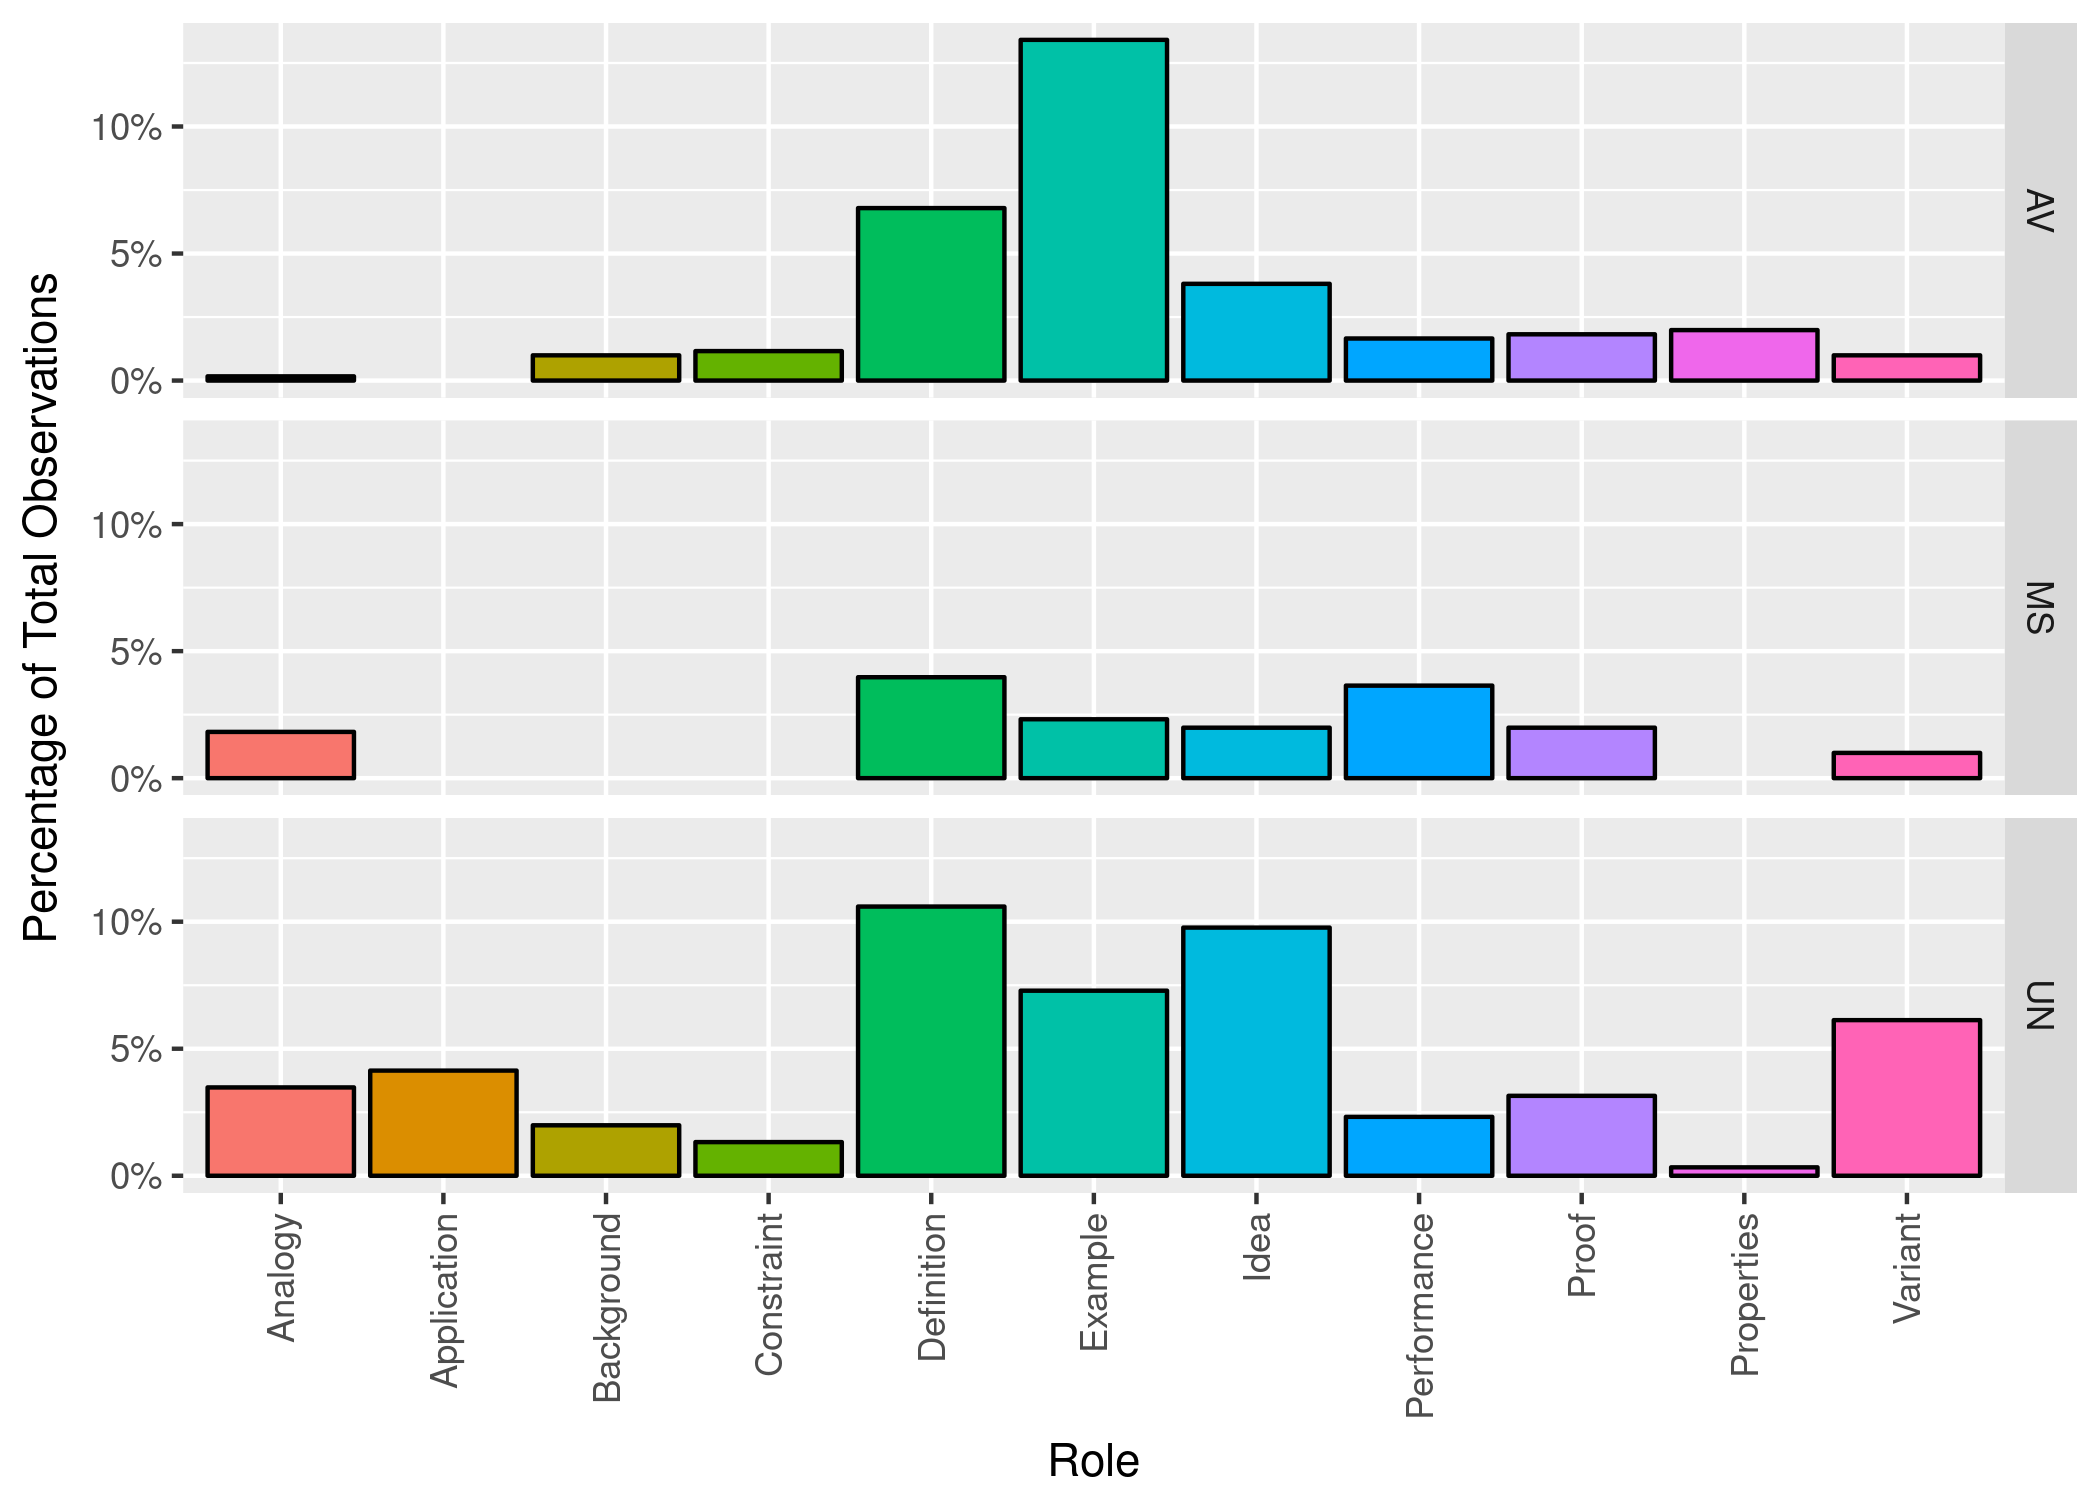 Percentage of Total Observations
10%
5%
0%
AV
10%
5%
0%
MS
10%
5%
0%
UN
Analogy
Application
Background
Constraint
Definition
Example
Idea
Performance
Proof
Properties
Variant
Role